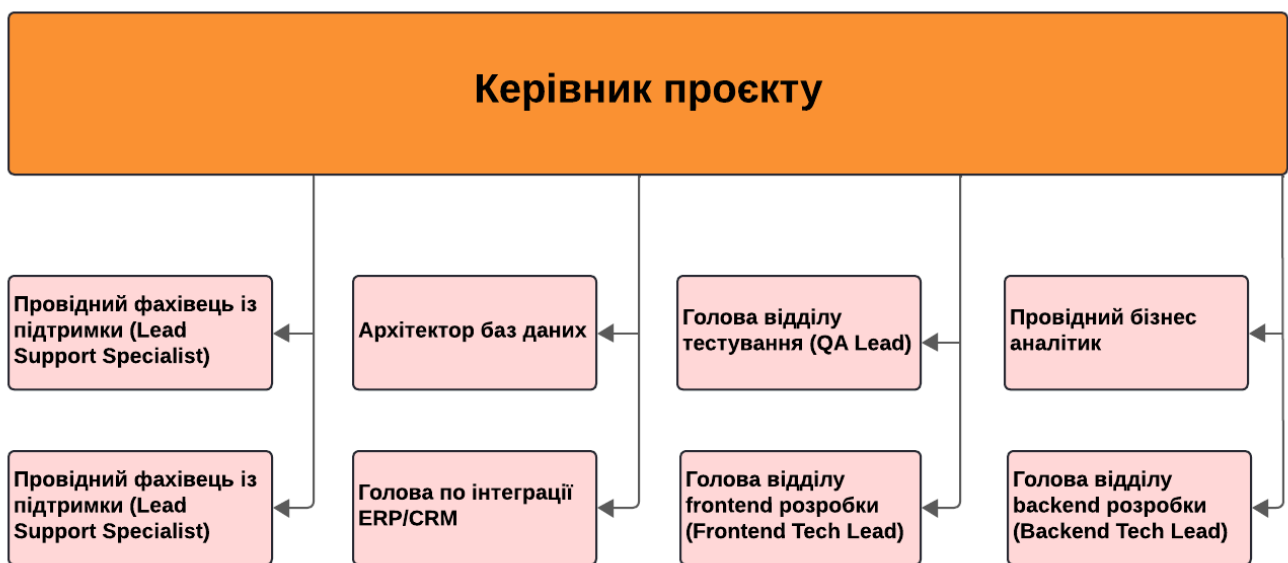 Керівник проєкту
Провідний фахівець із
підтримки (Lead
Support Specialist)
Архітектор баз даних
Голова відділу
тестування (QA Lead)
Провідний бізнес
аналітик
Провідний фахівець із
підтримки (Lead
Support Specialist)
Голова по інтеграції
ERP/CRM
Голова відділу
frontend розробки
(Frontend Tech Lead)
Голова відділу
backend розробки
(Backend Tech Lead)